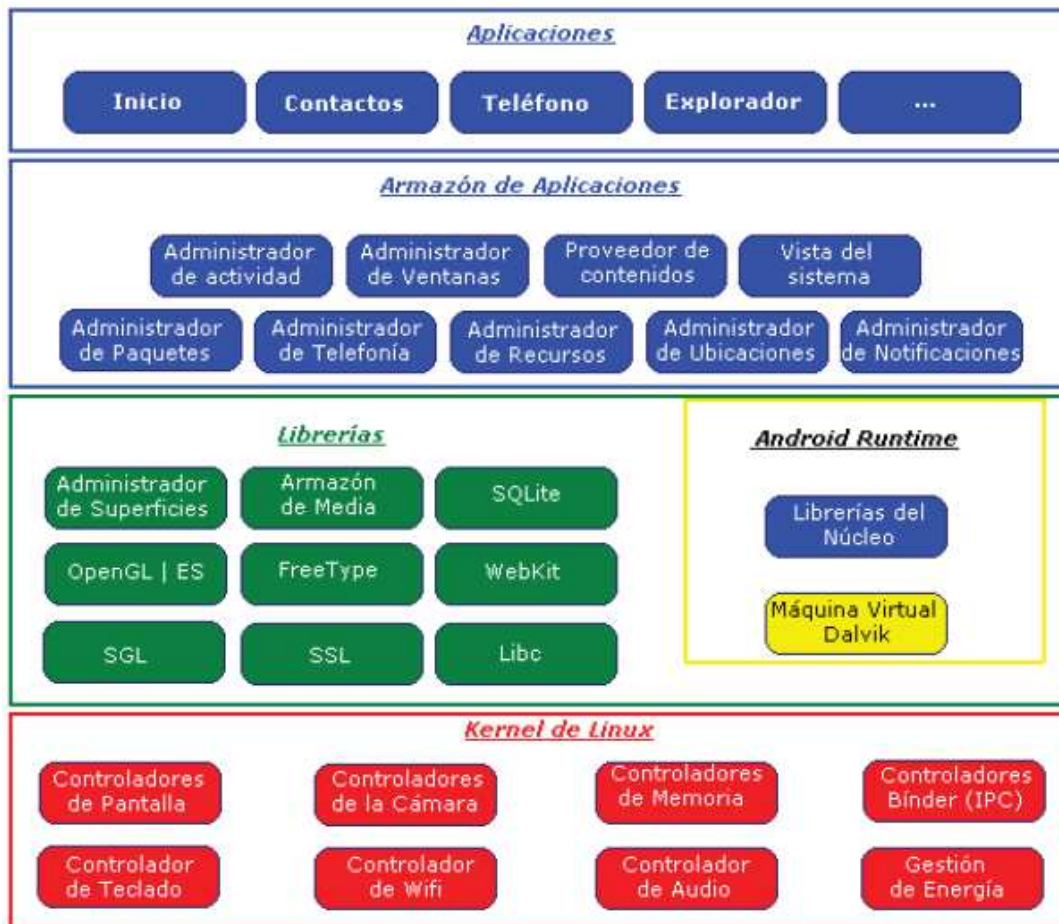 Aplicaciones
Inicio
Contactos
Teléfono
Explorador
...
Armazón de Aplicaciones
Administrador
de actividad
Administrador
de Ventanas
Proveedor de
contenidos
Vista del
sistema
Administrador
de Paquetes
Administrador
de Telefonía
Administrador
de Recursos
Administrador
de Ubicaciones
Administrador
de Notificaciones
Librerías
Administrador
de Superficies
Armazón
de Media
SQLite
OpenGL | ES
FreeType
WebKit
SGL
SSL
Libc
Android Runtime
Librerías del
Núcleo
Máquina Virtual
Dalvik
Kernel de Linux
Controladores
de Pantalla
Controladores
de la Cámara
Controladores
de Memoria
Controladores
Bínder (IPC)
Controlador
de Teclado
Controlador
de Wifi
Controlador
de Audio
Gestión
de Energía